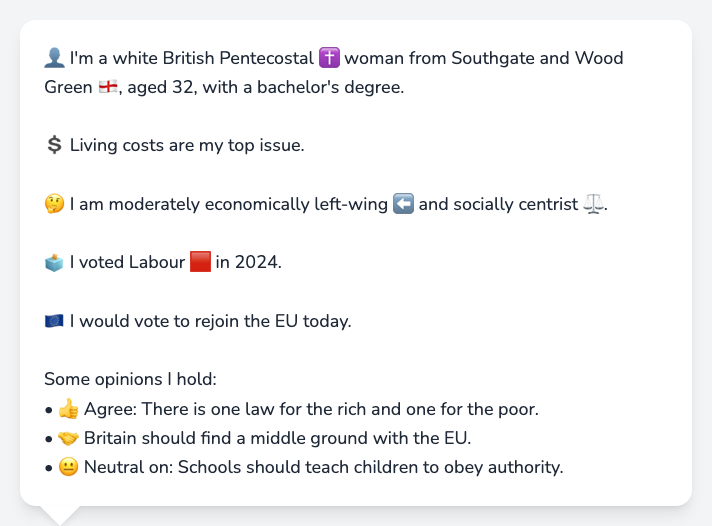 👤 I'm a white British Pentecostal ✝️ woman from Southgate and Wood
Green 🏴󠁧󠁢󠁥󠁮󠁧󠁿, aged 32, with a bachelor's degree.
💲 Living costs are my top issue.
🤔 I am moderately economically left-wing ⬅️ and socially centrist ⚖️.
🗳️ I voted Labour 🟥 in 2024.
🇪🇺 I would vote to rejoin the EU today.
Some opinions I hold:
• 👍 Agree: There is one law for the rich and one for the poor.
• 🤝 Britain should find a middle ground with the EU.
• 😐 Neutral on: Schools should teach children to obey authority.